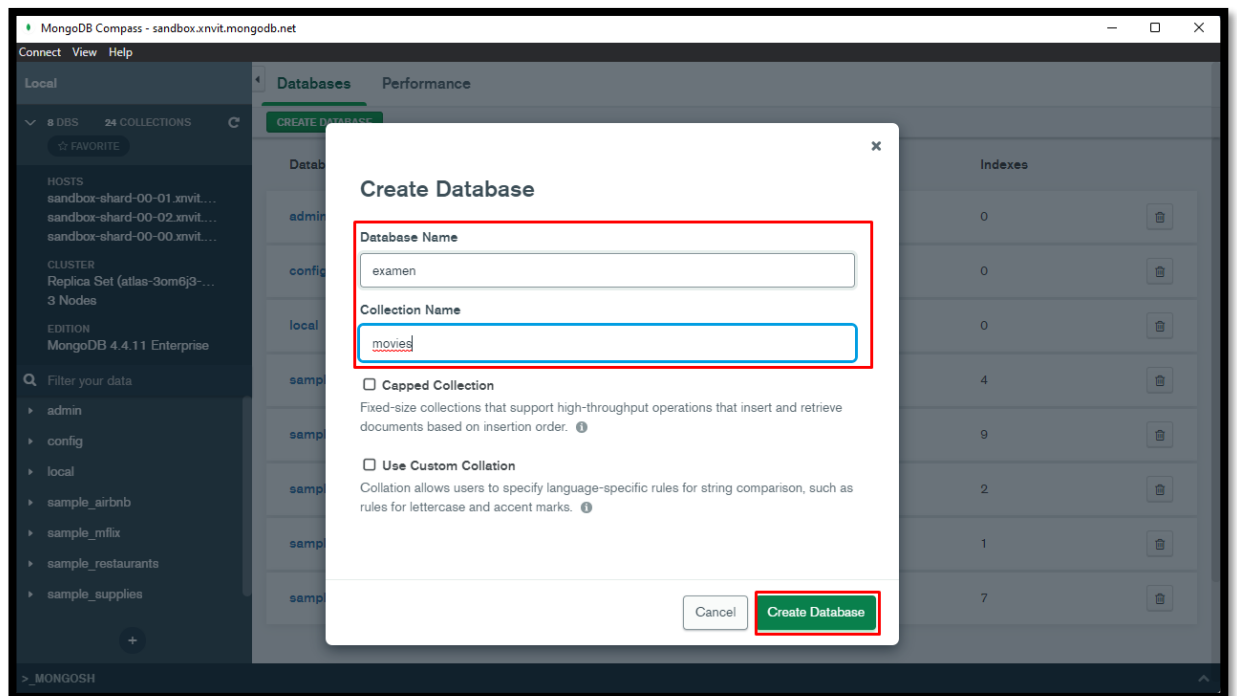 MongoDB Compass - sandbox.xnvit.mongodb.net
Connect View Help
Local
8 DBS 24 COLLECTIONS
☆ FAVORITE
HOSTS
sandbox-shard-00-01.xnvit....
sandbox-shard-00-02.xnvit....
sandbox-shard-00-00.xnvit....
CLUSTER
Replica Set (atlas-3om6j3-...
3 Nodes
EDITION
MongoDB 4.4.11 Enterprise
Filter your data
admin
config
local
sample_airbnb
sample_mflix
sample_restaurants
sample_supplies
+
>_MONGOSH
Databases Performance
CREATE DATABASE
Datab Indexes
admin 0
config 0
local 0
sampl 4
sampl 9
sampl 2
sampl 1
sampl 7
Create Database
Database Name
examen
Collection Name
movies
Capped Collection
Fixed-size collections that support high-throughput operations that insert and retrieve
documents based on insertion order.
Use Custom Collation
Collation allows users to specify language-specific rules for string comparison, such as
rules for lettercase and accent marks.
Cancel Create Database